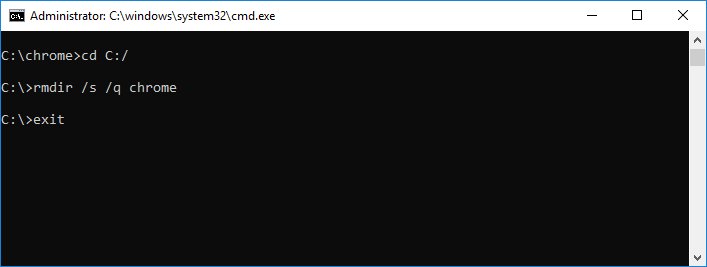 Administrator: C:\windows\system32\cmd.exe
C:\chrome>cd C:/
C:\>rmdir /s /q chrome
C:\>exit